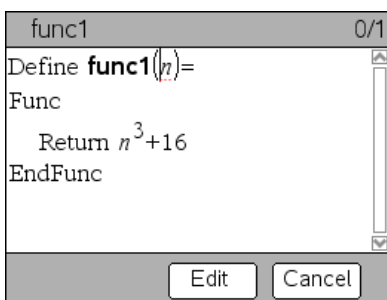 func1 0/1
Define func1(n)=
Func
Return n³+16
EndFunc
Edit Cancel